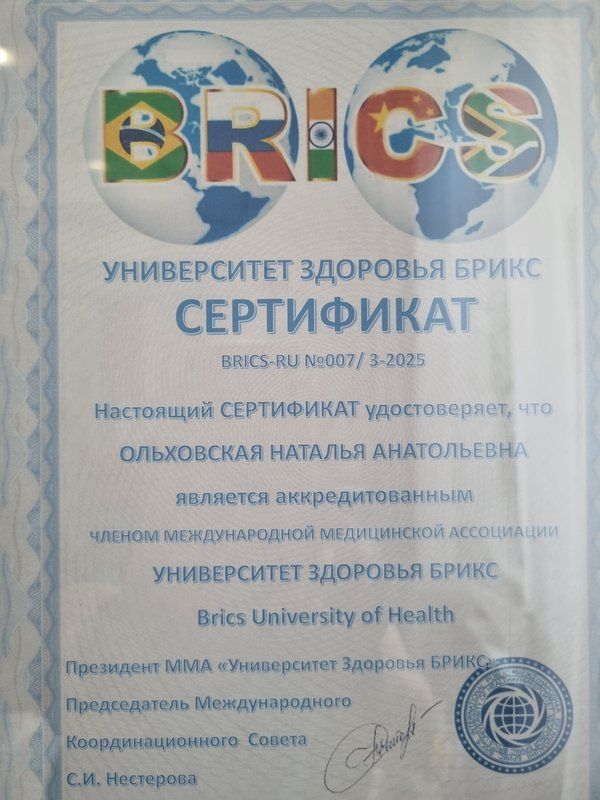 BRICS
УНИВЕРСИТЕТ ЗДОРОВЬЯ БРИКС
СЕРТИФИКАТ
BRICS-RU №007/ 3-2025
Настоящий СЕРТИФИКАТ удостоверяет, что
ОЛЬХОВСКАЯ НАТАЛЬЯ АНАТОЛЬЕВНА
является аккредитованным
ЧЛЕНОМ МЕЖДУНАРОДНОЙ МЕДИЦИНСКОЙ АССОЦИАЦИИ
УНИВЕРСИТЕТ ЗДОРОВЬЯ БРИКС
Brics University of Health
Президент ММА «Университет Здоровья БРИКС»
Председатель Международного
Координационного Совета
С.И. Нестерова